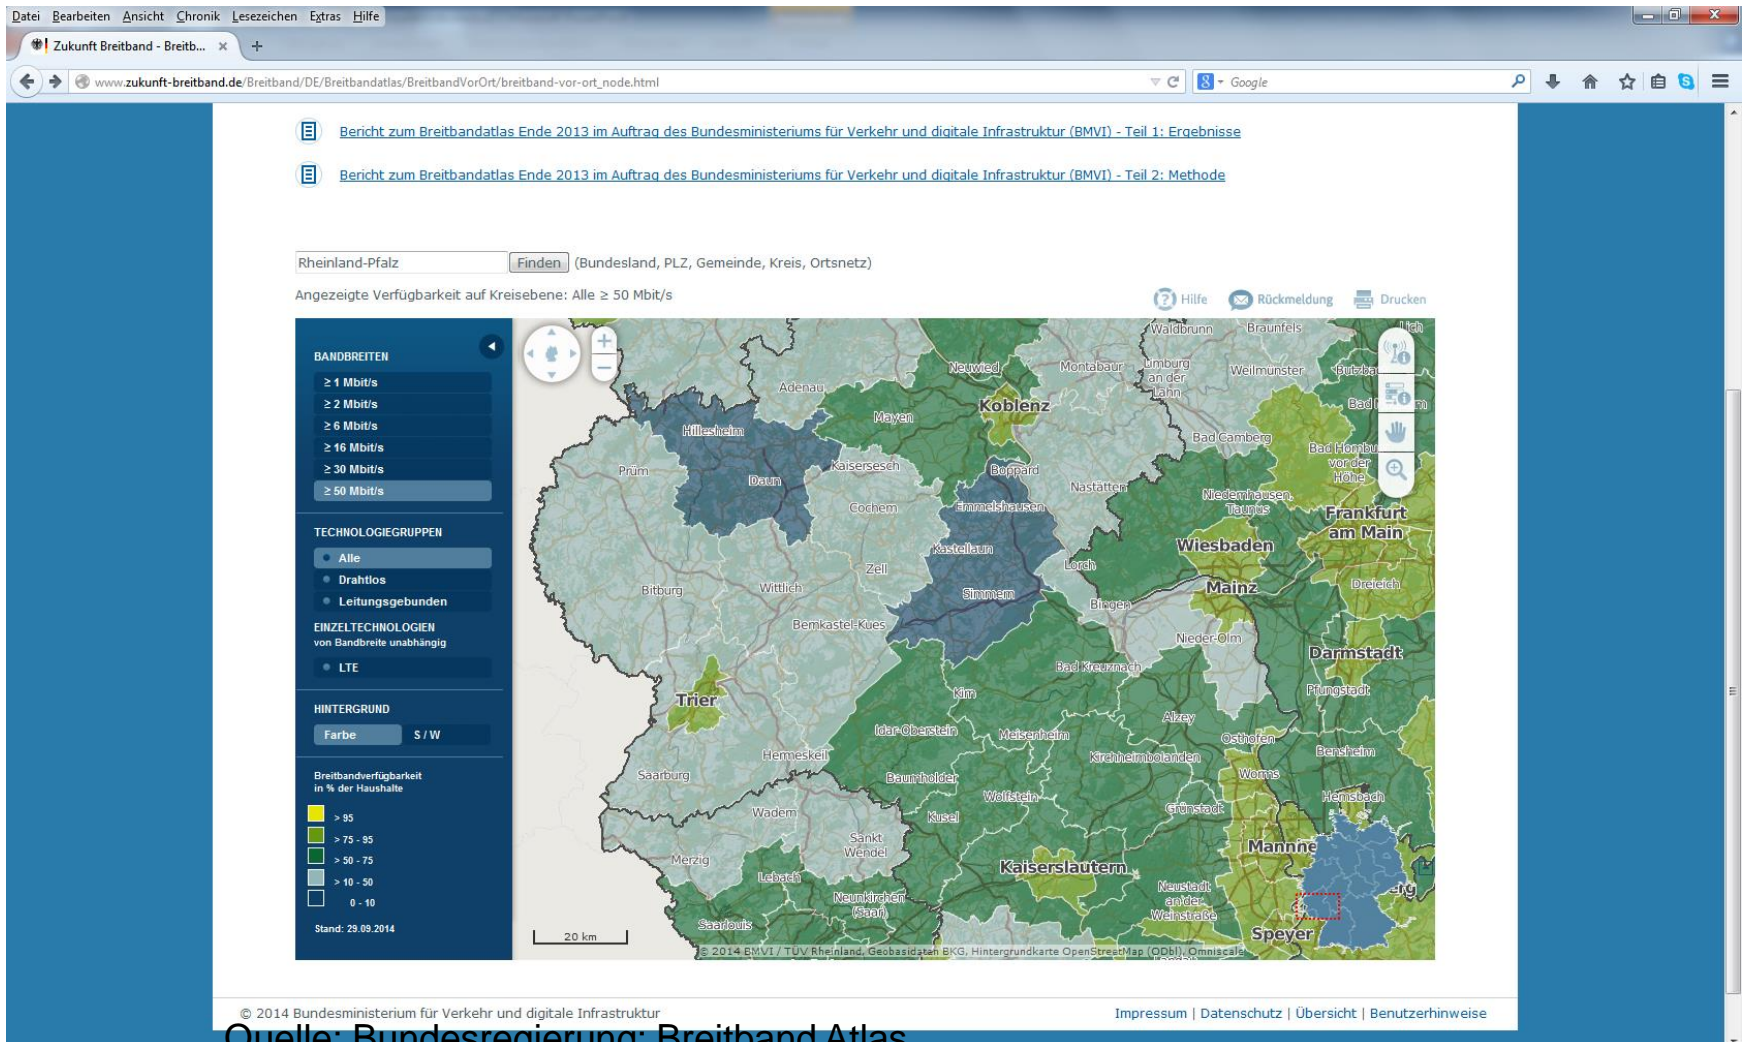 Datei Bearbeiten Ansicht Chronik Lesezeichen Extras Hilfe
Zukunft Breitband - Breitb...
www.zukunft-breitband.de/Breitband/DE/Breitbandatlas/BreitbandVorOrt/breitband-vor-ort_node.html
Google
Bericht zum Breitbandatlas Ende 2013 im Auftrag des Bundesministeriums für Verkehr und digitale Infrastruktur (BMVI) - Teil 1: Ergebnisse
Bericht zum Breitbandatlas Ende 2013 im Auftrag des Bundesministeriums für Verkehr und digitale Infrastruktur (BMVI) - Teil 2: Methode
Rheinland-Pfalz Finden (Bundesland, PLZ, Gemeinde, Kreis, Ortsnetz)
Angezeigte Verfügbarkeit auf Kreisebene: Alle ≥ 50 Mbit/s
Hilfe Rückmeldung Drucken
BANDBREITEN
≥ 1 Mbit/s
≥ 2 Mbit/s
≥ 6 Mbit/s
≥ 16 Mbit/s
≥ 30 Mbit/s
≥ 50 Mbit/s
TECHNOLOGIEGRUPPEN
Alle
Drahtlos
Leitungsgebunden
EINZELTECHNOLOGIEN
von Bandbreite unabhängig
LTE
HINTERGRUND
Farbe S / W
Breitbandverfügbarkeit
in % der Haushalte
> 95
> 75 - 95
> 50 - 75
> 10 - 50
0 - 10
Stand: 29.09.2014
Waldbrunn Braunfels Lich
Neuwied Montabaur Limburg
an der
Lahn
Weilmünster
Adenau
Mayen Koblenz
Hillesheim Bad Camberg
Prüm Daun Kaisersesch Boppard
Nastätten
vor der
Höhe
Cochem Emmelshausen Niedernhausen,
Taunus
Frankfurt
am Main
Kastellaun Wiesbaden
Zell Lorch
Bitburg Wittlich Simmern Mainz Dreieich
Bingen
Bernkastel-Kues Nieder-Olm
Darmstadt
Bad Kreuznach
Trier Kirn Pfungstadt
Alzey
Idar-Oberstein Meisenheim Osthofen
Hermeskeil Kirchheimbolanden Bensheim
Saarburg Baumholder Worms
Wolfstein Hemsbach
Wadern Kusel Grünstadt
Sankt
Wendel
Merzig Kaiserslautern
Lebach Neustadt
an der
Weinstraße
Neunkirchen
(Saar)
Saarlouis Speyer
20 km
© 2014 BMVI / TÜV Rheinland, Geobasisdaten BKG, Hintergrundkarte OpenStreetMap (ODbl), Omniscale
© 2014 Bundesministerium für Verkehr und digitale Infrastruktur
Impressum | Datenschutz | Übersicht | Benutzerhinweise
Quelle: Bundesregierung: Breitband Atlas